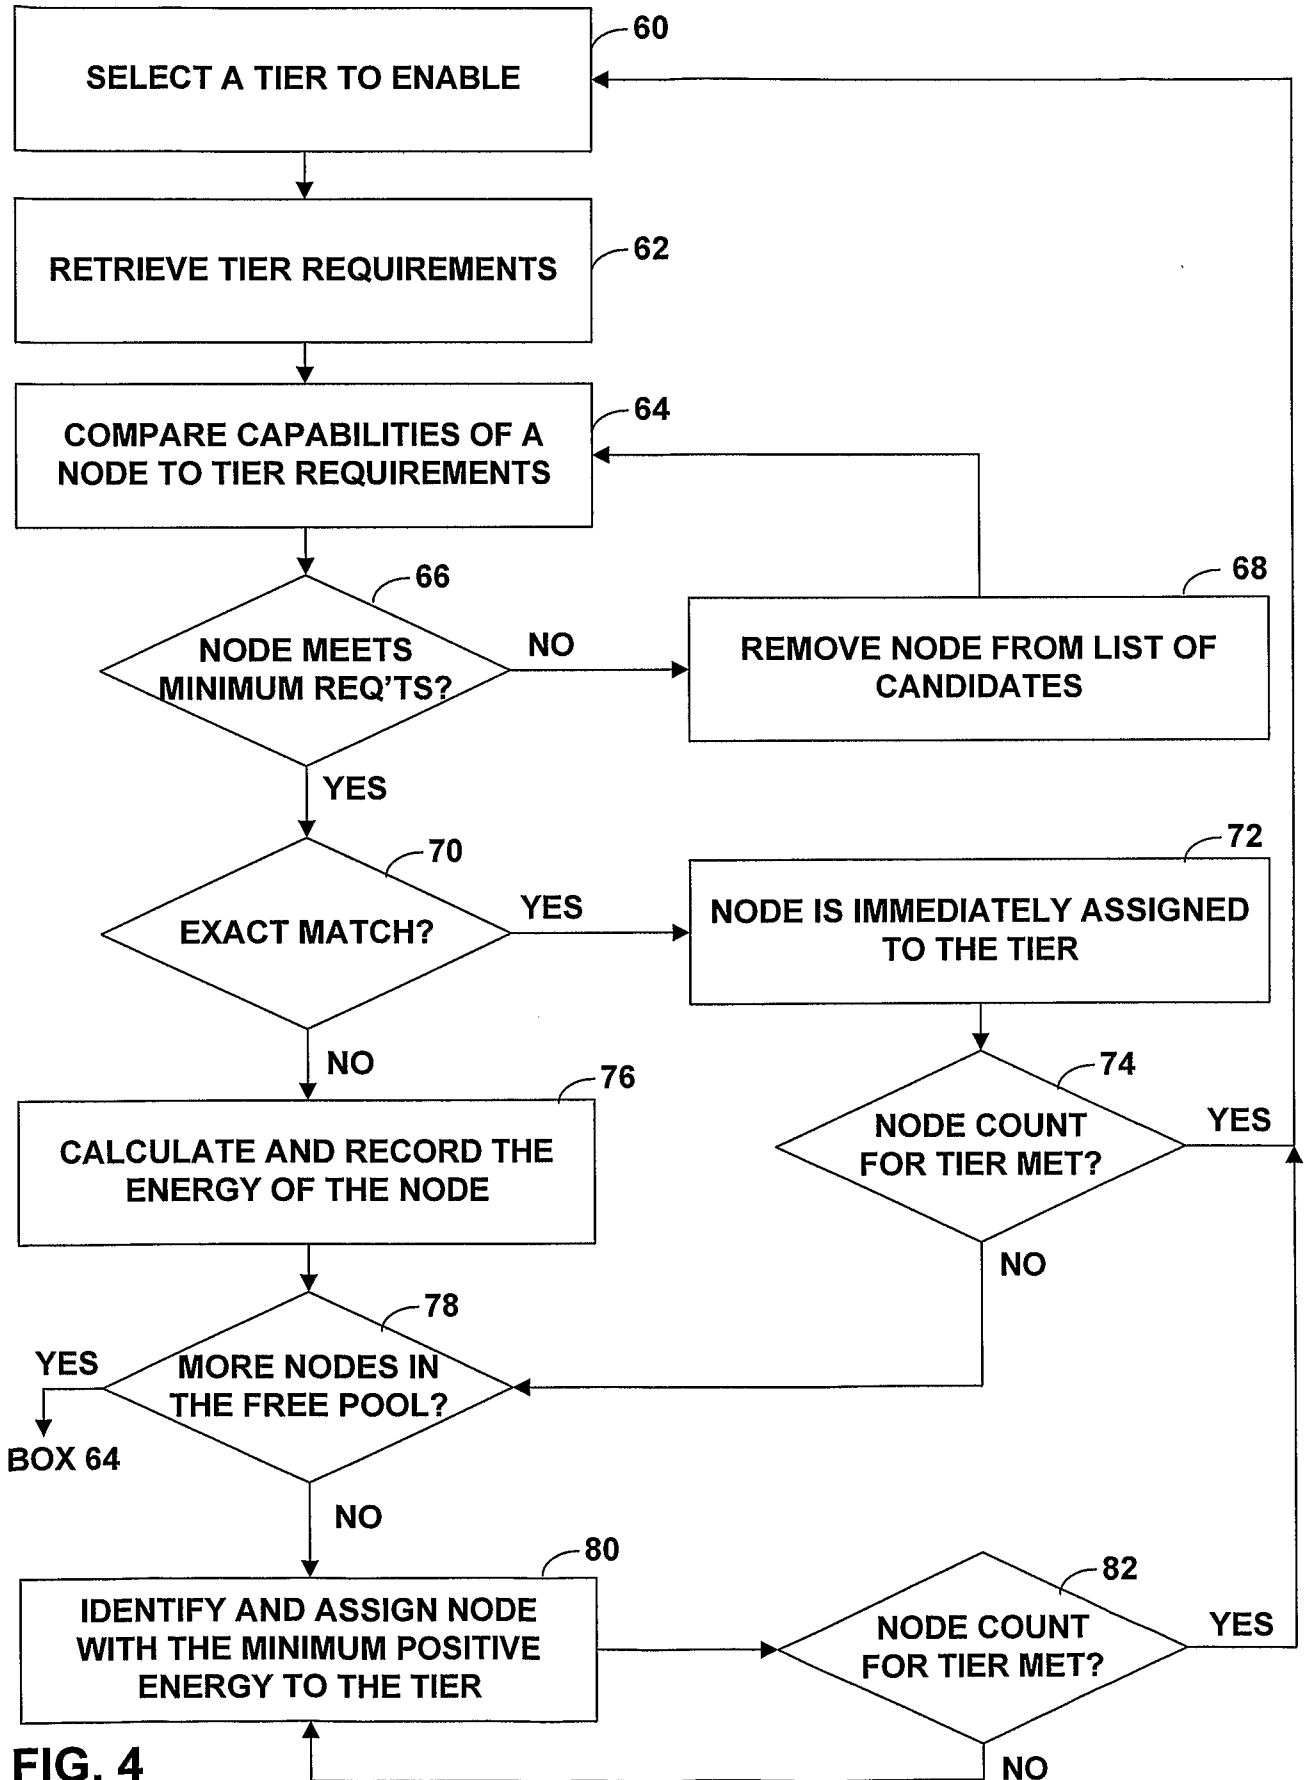 60
SELECT A TIER TO ENABLE
62
RETRIEVE TIER REQUIREMENTS
64
COMPARE CAPABILITIES OF A
NODE TO TIER REQUIREMENTS
66
NODE MEETS
MINIMUM REQ'TS?
NO
68
REMOVE NODE FROM LIST OF
CANDIDATES
YES
70
EXACT MATCH?
YES
72
NODE IS IMMEDIATELY ASSIGNED
TO THE TIER
NO
74
NODE COUNT
FOR TIER MET?
YES
NO
76
CALCULATE AND RECORD THE
ENERGY OF THE NODE
78
MORE NODES IN
THE FREE POOL?
YES
BOX 64
NO
80
IDENTIFY AND ASSIGN NODE
WITH THE MINIMUM POSITIVE
ENERGY TO THE TIER
82
NODE COUNT
FOR TIER MET?
YES
NO
FIG. 4